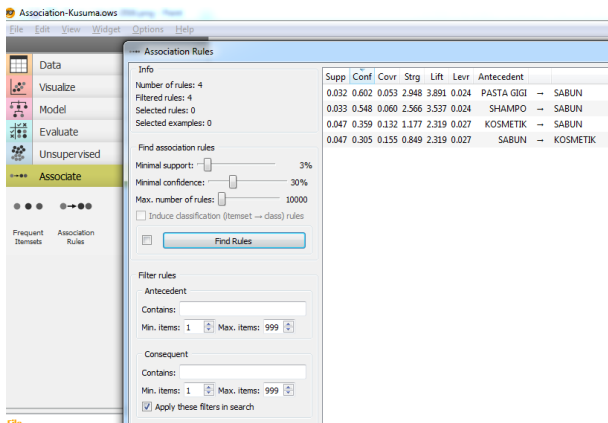 Association-Kusuma.ows
File Edit View Widget Options Help
Data
Visualize
Model
Evaluate
Unsupervised
Associate
Frequent Itemsets
Association Rules
Association Rules
Info
Number of rules: 4
Filtered rules: 4
Selected rules: 0
Selected examples: 0
Find association rules
Minimal support: 3%
Minimal confidence: 30%
Max. number of rules: 10000
Induce classification (itemset → class) rules
Find Rules
Filter rules
Antecedent
Contains:
Min. items: 1 Max. items: 999
Consequent
Contains:
Min. items: 1 Max. items: 999
Apply these filters in search
Supp Conf Covr Strg Lift Levr Antecedent
0.032 0.602 0.053 2.948 3.891 0.024 PASTA GIGI → SABUN
0.033 0.548 0.060 2.566 3.537 0.024 SHAMPO → SABUN
0.047 0.359 0.132 1.177 2.319 0.027 KOSMETIK → SABUN
0.047 0.305 0.155 0.849 2.319 0.027 SABUN → KOSMETIK